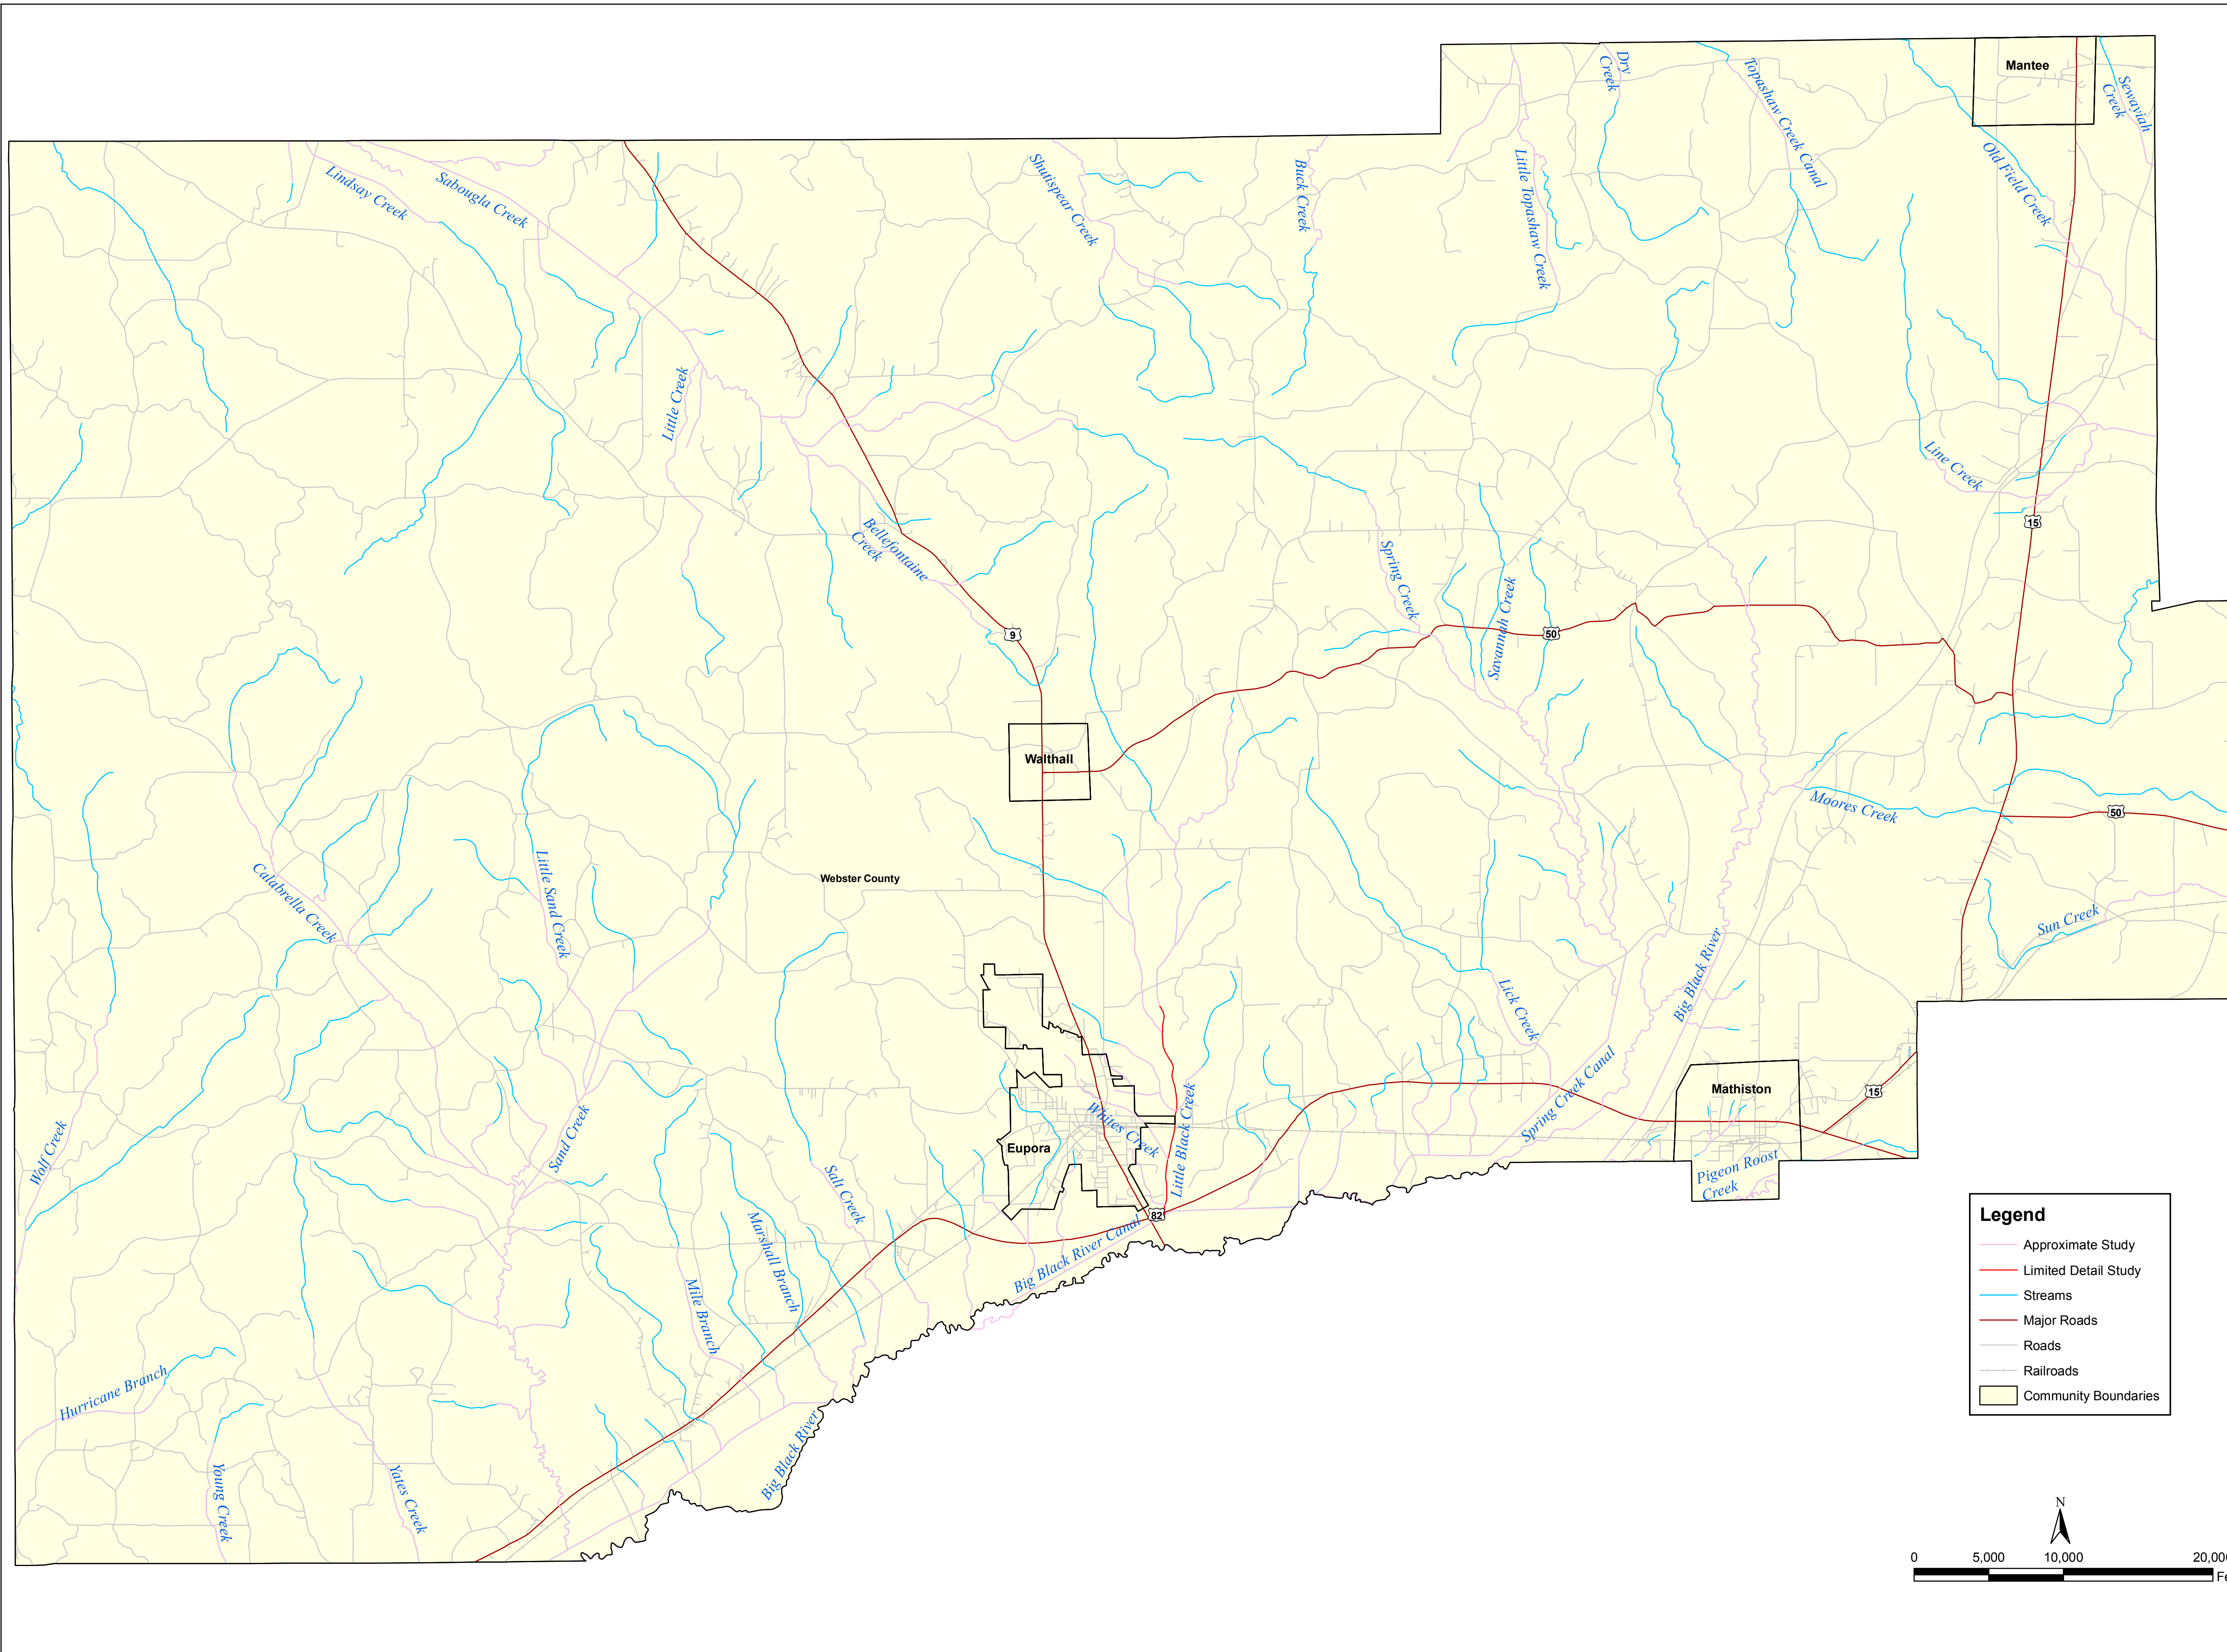 Mantee
Dry
Creek
Topashaw Creek Canal
Sewayiah
Creek
Old Field Creek
Lindsay Creek
Sabougla Creek
Shutispear Creek
Buck Creek
Little Topashaw Creek
Little Creek
Line Creek
15
Bellefontaine
Creek
Spring Creek
Savannah Creek
9
50
Walthall
Moores Creek
50
Calabrella Creek
Little Sand Creek
Webster County
Sun Creek
Big Black River
Lick Creek
Spring Creek Canal
Mathiston
15
Wolf Creek
Sand Creek
Whites Creek
Little Black Creek
Eupora
Pigeon Roost
Creek
Salt Creek
82
Marshall Branch
Mile Branch
Big Black River Canal
Hurricane Branch
Big Black River
Young Creek
Yates Creek
Legend
Approximate Study
Limited Detail Study
Streams
Major Roads
Roads
Railroads
Community Boundaries
N
0 5,000 10,000